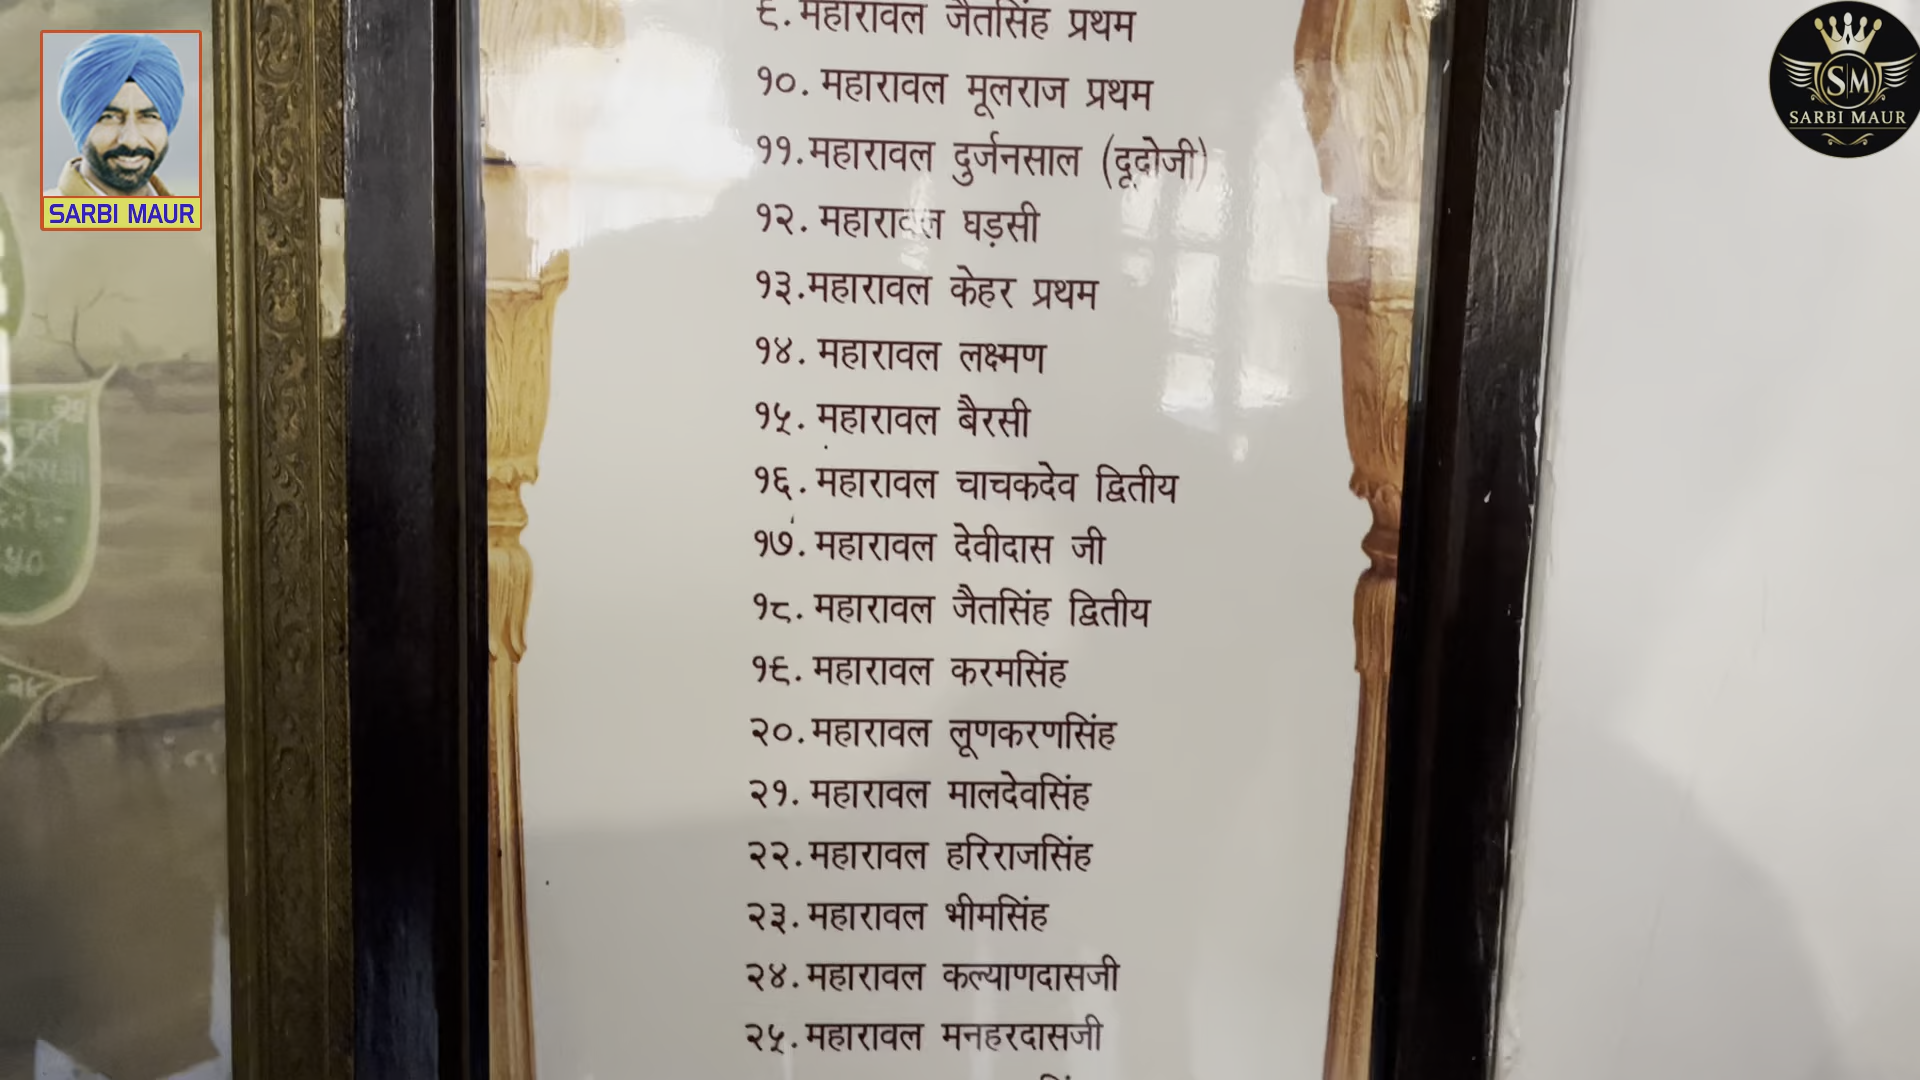 SARBI MAUR
S|M
SARBI MAUR
९. महारावल जैतसिंह प्रथम
१०. महारावल मूलराज प्रथम
११. महारावल दुर्जनसाल (दूदोजी)
१२. महारावल घड़सी
१३. महारावल केहर प्रथम
१४. महारावल लक्ष्मण
१५. महारावल बैरसी
१६. महारावल चाचकदेव द्वितीय
१७. महारावल देवीदास जी
१८. महारावल जैतसिंह द्वितीय
१९. महारावल करमसिंह
२०. महारावल लूणकरणसिंह
२१. महारावल मालदेवसिंह
२२. महारावल हरिराजसिंह
२३. महारावल भीमसिंह
२४. महारावल कल्याणदासजी
२५. महारावल मनहरदासजी